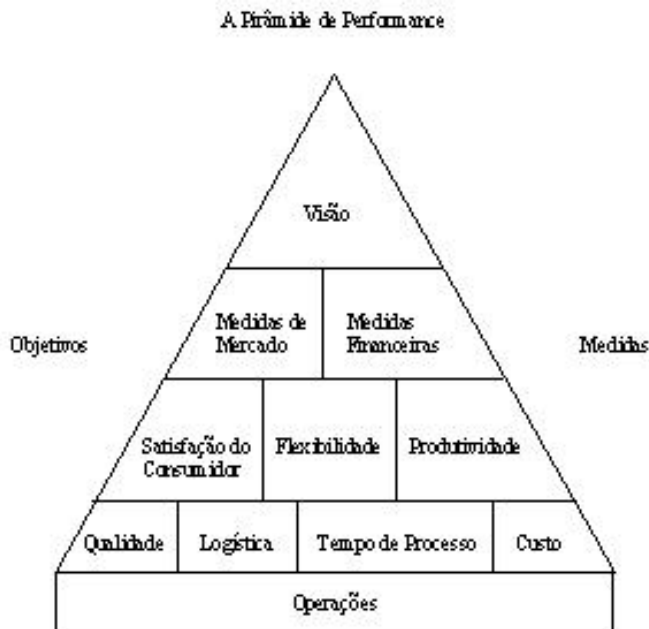 A Pirâmide de Performance
Visão
Medidas de
Mercado
Medidas
Financeiras
Objetivos
Medidas
Satisfação do
Consumidor
Flexibilidade
Produtividade
Qualidade
Logística
Tempo de Processo
Custo
Operações